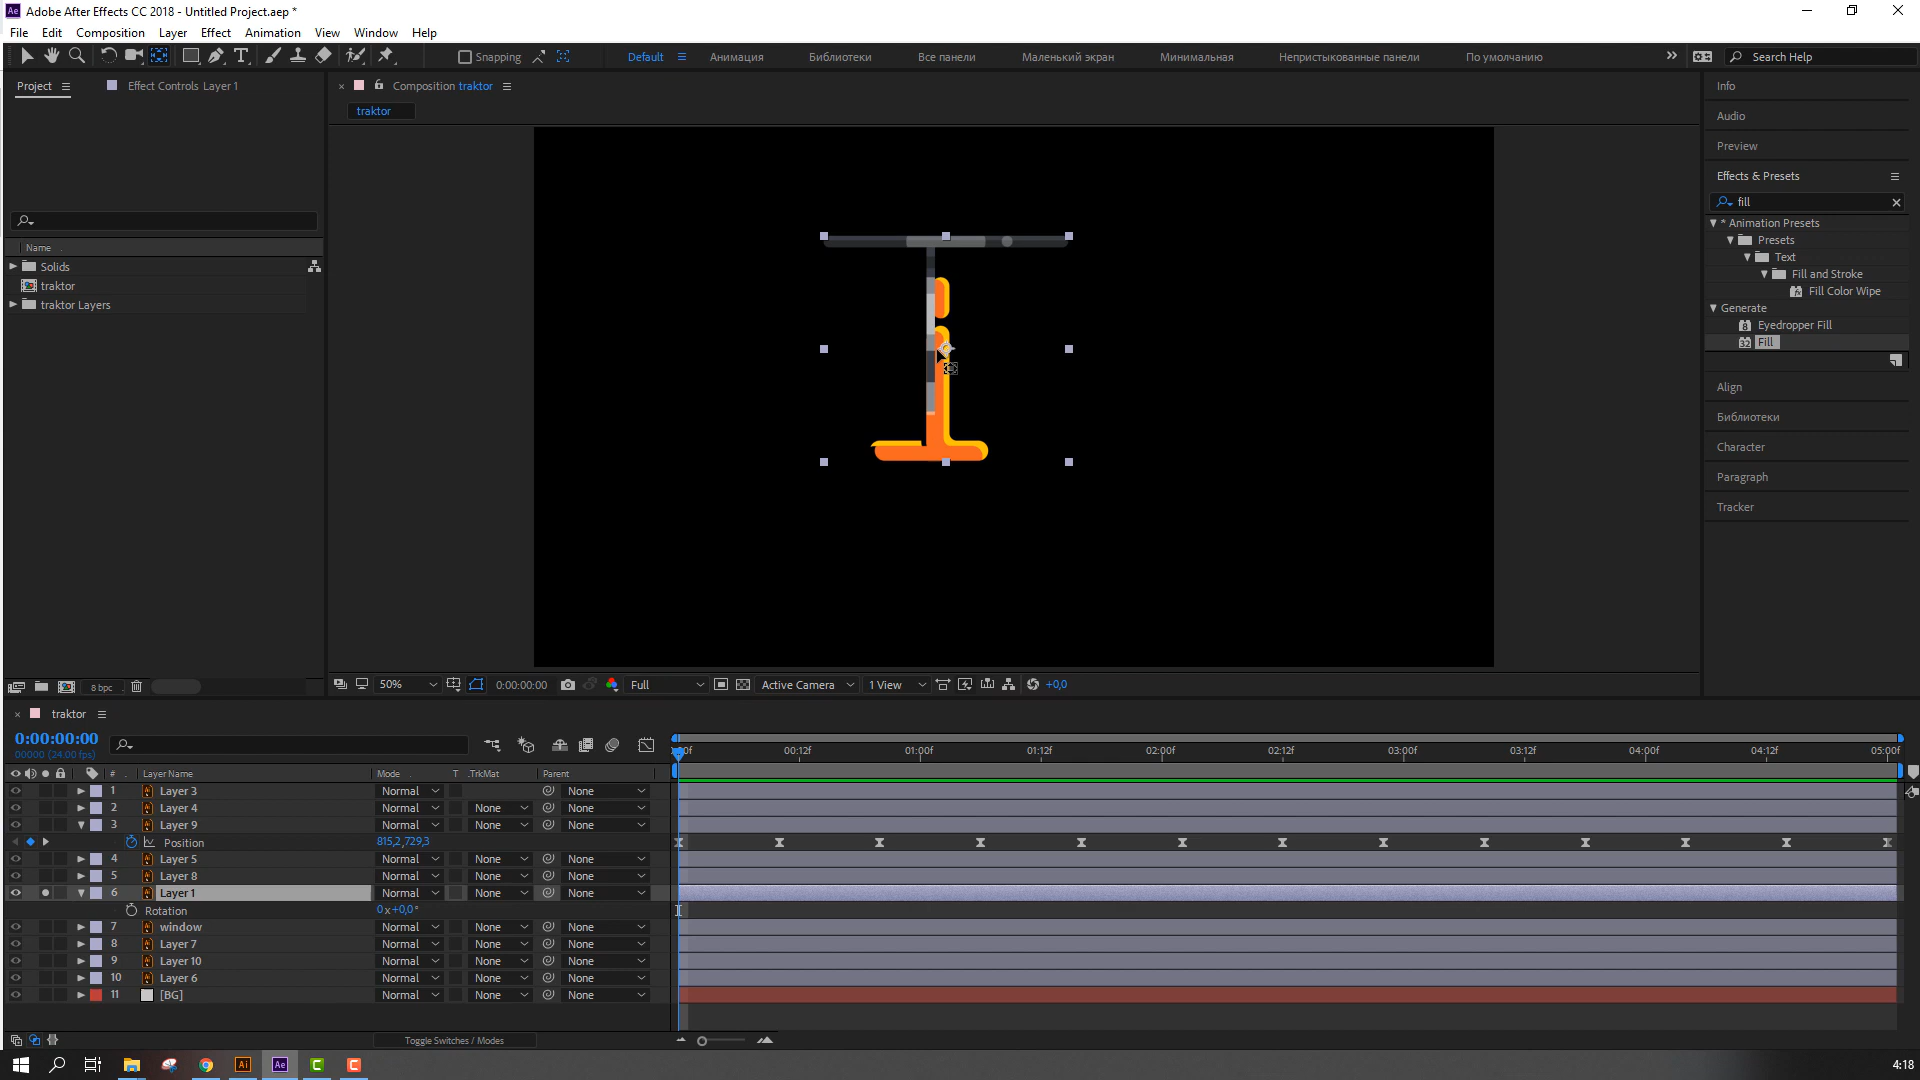 Adobe After Effects CC 2018 - Untitled Project.aep *
File Edit Composition Layer Effect Animation View Window Help
Snapping Default Анимация Библиотеки Все панели Маленький экран Минимальная Непристыкованные панели По умолчанию Search Help
Project Effect Controls Layer 1
Composition traktor
traktor
Name
Solids
traktor
traktor Layers
8 bpc
50% 0:00:00:00 Full Active Camera 1 View +0,0
Info
Audio
Preview
Effects & Presets
fill
* Animation Presets
Presets
Text
Fill and Stroke
Fill Color Wipe
Generate
Eyedropper Fill
Fill
Align
Библиотеки
Character
Paragraph
Tracker
traktor
0:00:00:00
00000 (24.00 fps)
00:12f 01:00f 01:12f 02:00f 02:12f 03:00f 03:12f 04:00f 04:12f 05:00f
# Layer Name Mode T .TrkMat Parent
1 Layer 3 Normal None
2 Layer 4 Normal None None
3 Layer 9 Normal None None
Position 815,2,729,3
4 Layer 5 Normal None None
5 Layer 8 Normal None None
6 Layer 1 Normal None None
Rotation 0x+0,0°
7 window Normal None None
8 Layer 7 Normal None None
9 Layer 10 Normal None None
10 Layer 6 Normal None None
11 [BG] Normal None None
Toggle Switches / Modes
4:18